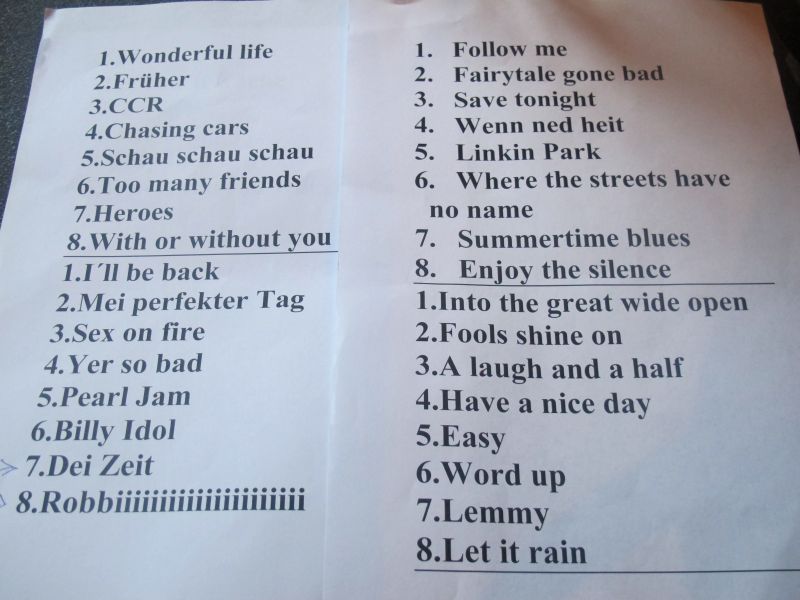 1.Wonderful life
2.Früher
3.CCR
4.Chasing cars
5.Schau schau schau
6.Too many friends
7.Heroes
8.With or without you
1.I´ll be back
2.Mei perfekter Tag
3.Sex on fire
4.Yer so bad
5.Pearl Jam
6.Billy Idol
7.Dei Zeit
8.Robbiiiiiiiiiiiiiiiiiiiiii
1. Follow me
2. Fairytale gone bad
3. Save tonight
4. Wenn ned heit
5. Linkin Park
6. Where the streets have
no name
7. Summertime blues
8. Enjoy the silence
1.Into the great wide open
2.Fools shine on
3.A laugh and a half
4.Have a nice day
5.Easy
6.Word up
7.Lemmy
8.Let it rain